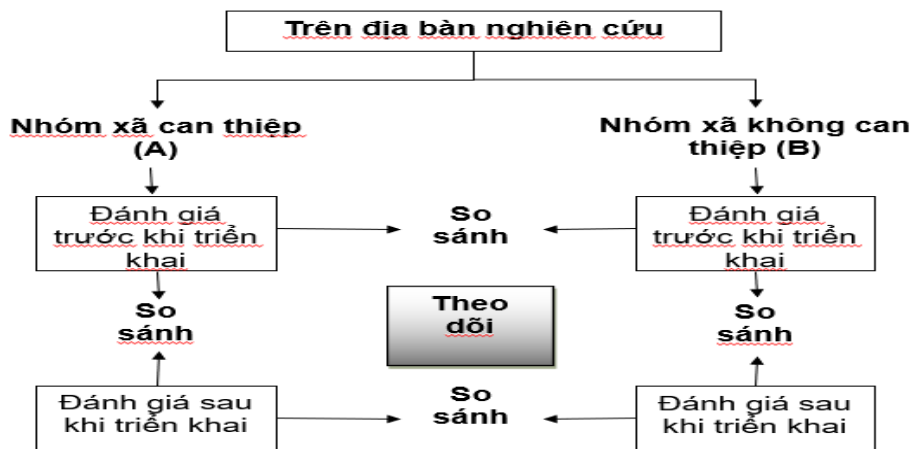 Trên địa bàn nghiên cứu
Nhóm xã can thiệp
(A)
Nhóm xã không can
thiệp (B)
Đánh giá
trước khi triển
khai
So
sánh
Đánh giá
trước khi triển
khai
So
sánh
Theo
dõi
So
sánh
Đánh giá sau
khi triển khai
So
sánh
Đánh giá sau
khi triển khai